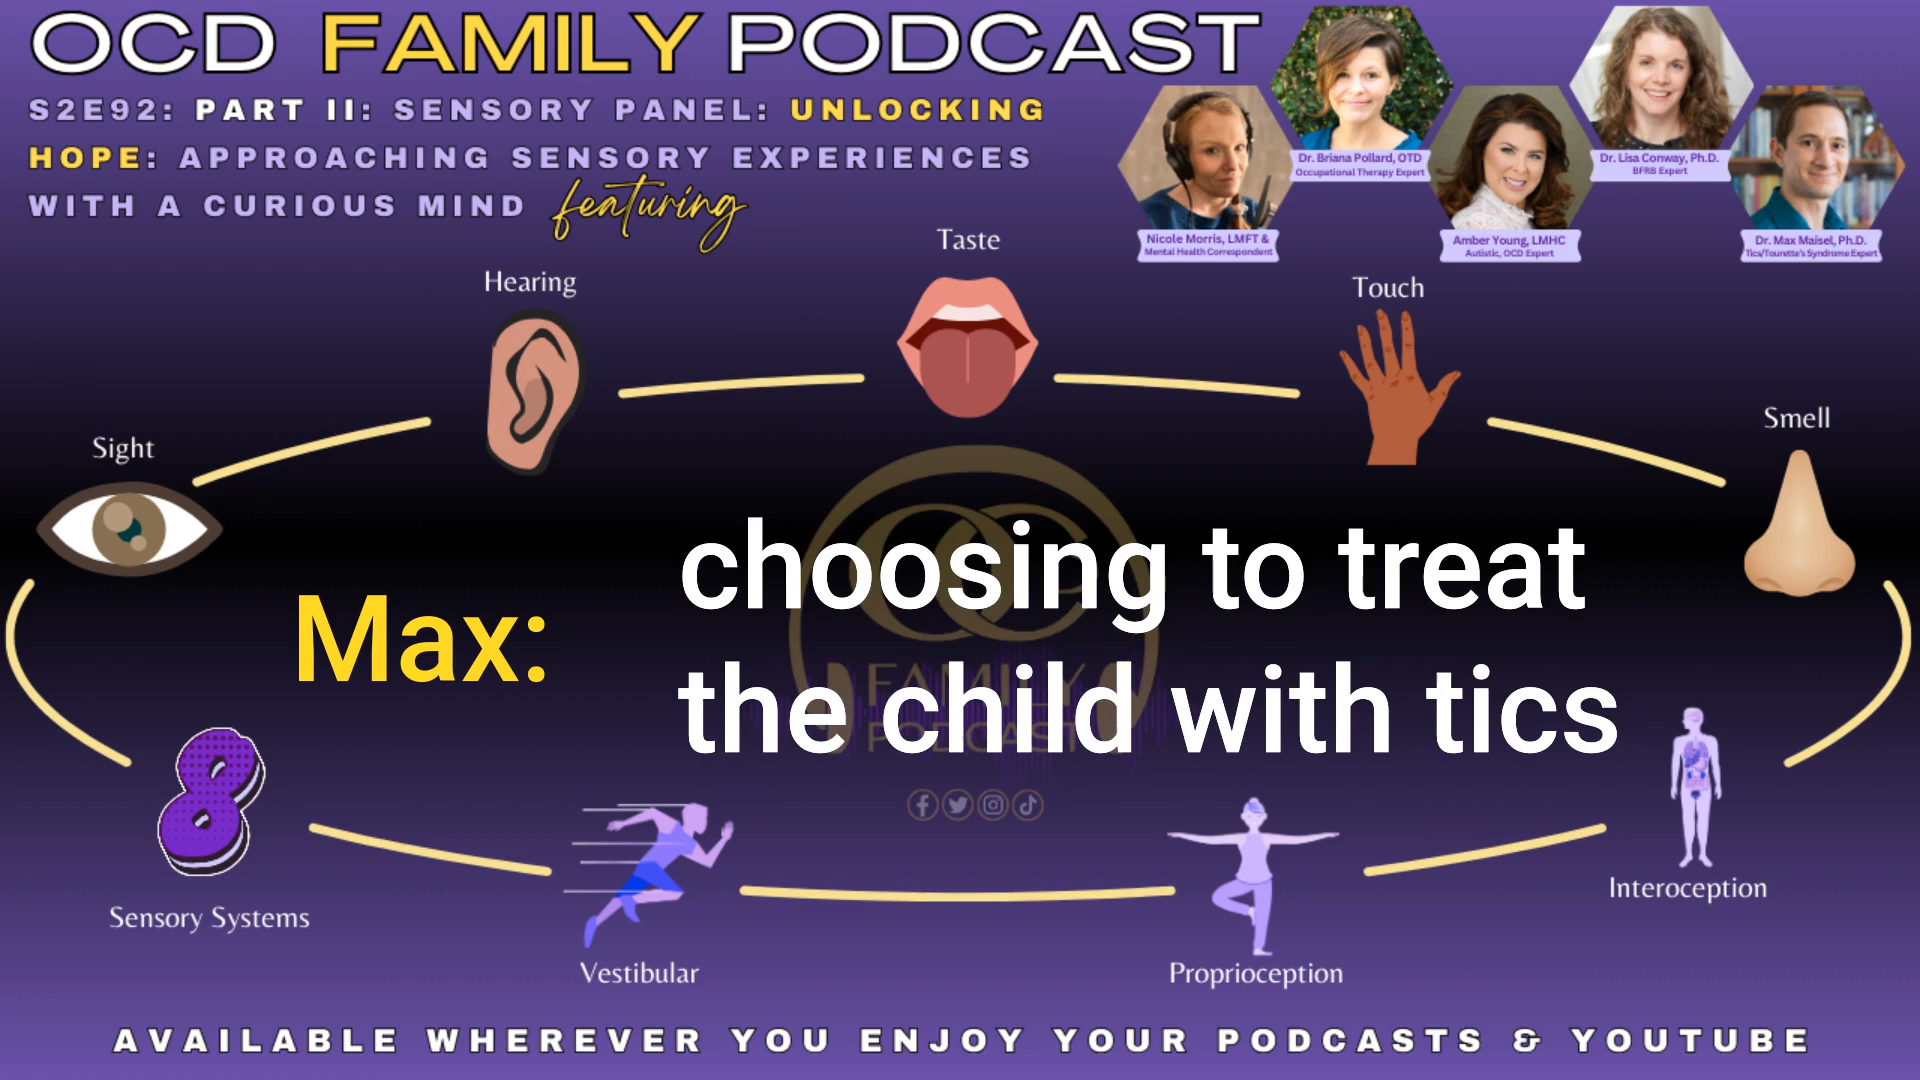 OCD FAMILY PODCAST
S2E92: PART II: SENSORY PANEL: UNLOCKING
HOPE: APPROACHING SENSORY EXPERIENCES
WITH A CURIOUS MIND featuring
Dr. Briana Pollard, OTD
Occupational Therapy Expert
Dr. Lisa Conway, Ph.D.
BFRB Expert
Nicole Morris, LMFT &
Mental Health Correspondent
Amber Young, LMHC
Autistic, OCD Expert
Dr. Max Maisel, Ph.D.
Tics/Tourette's Syndrome Expert
Taste
Hearing
Touch
Smell
Sight
Max:
choosing to treat
the child with tics
FAMILY
PODCAST
8
Sensory Systems
Vestibular
Proprioception
Interoception
AVAILABLE WHEREVER YOU ENJOY YOUR PODCASTS & YOUTUBE